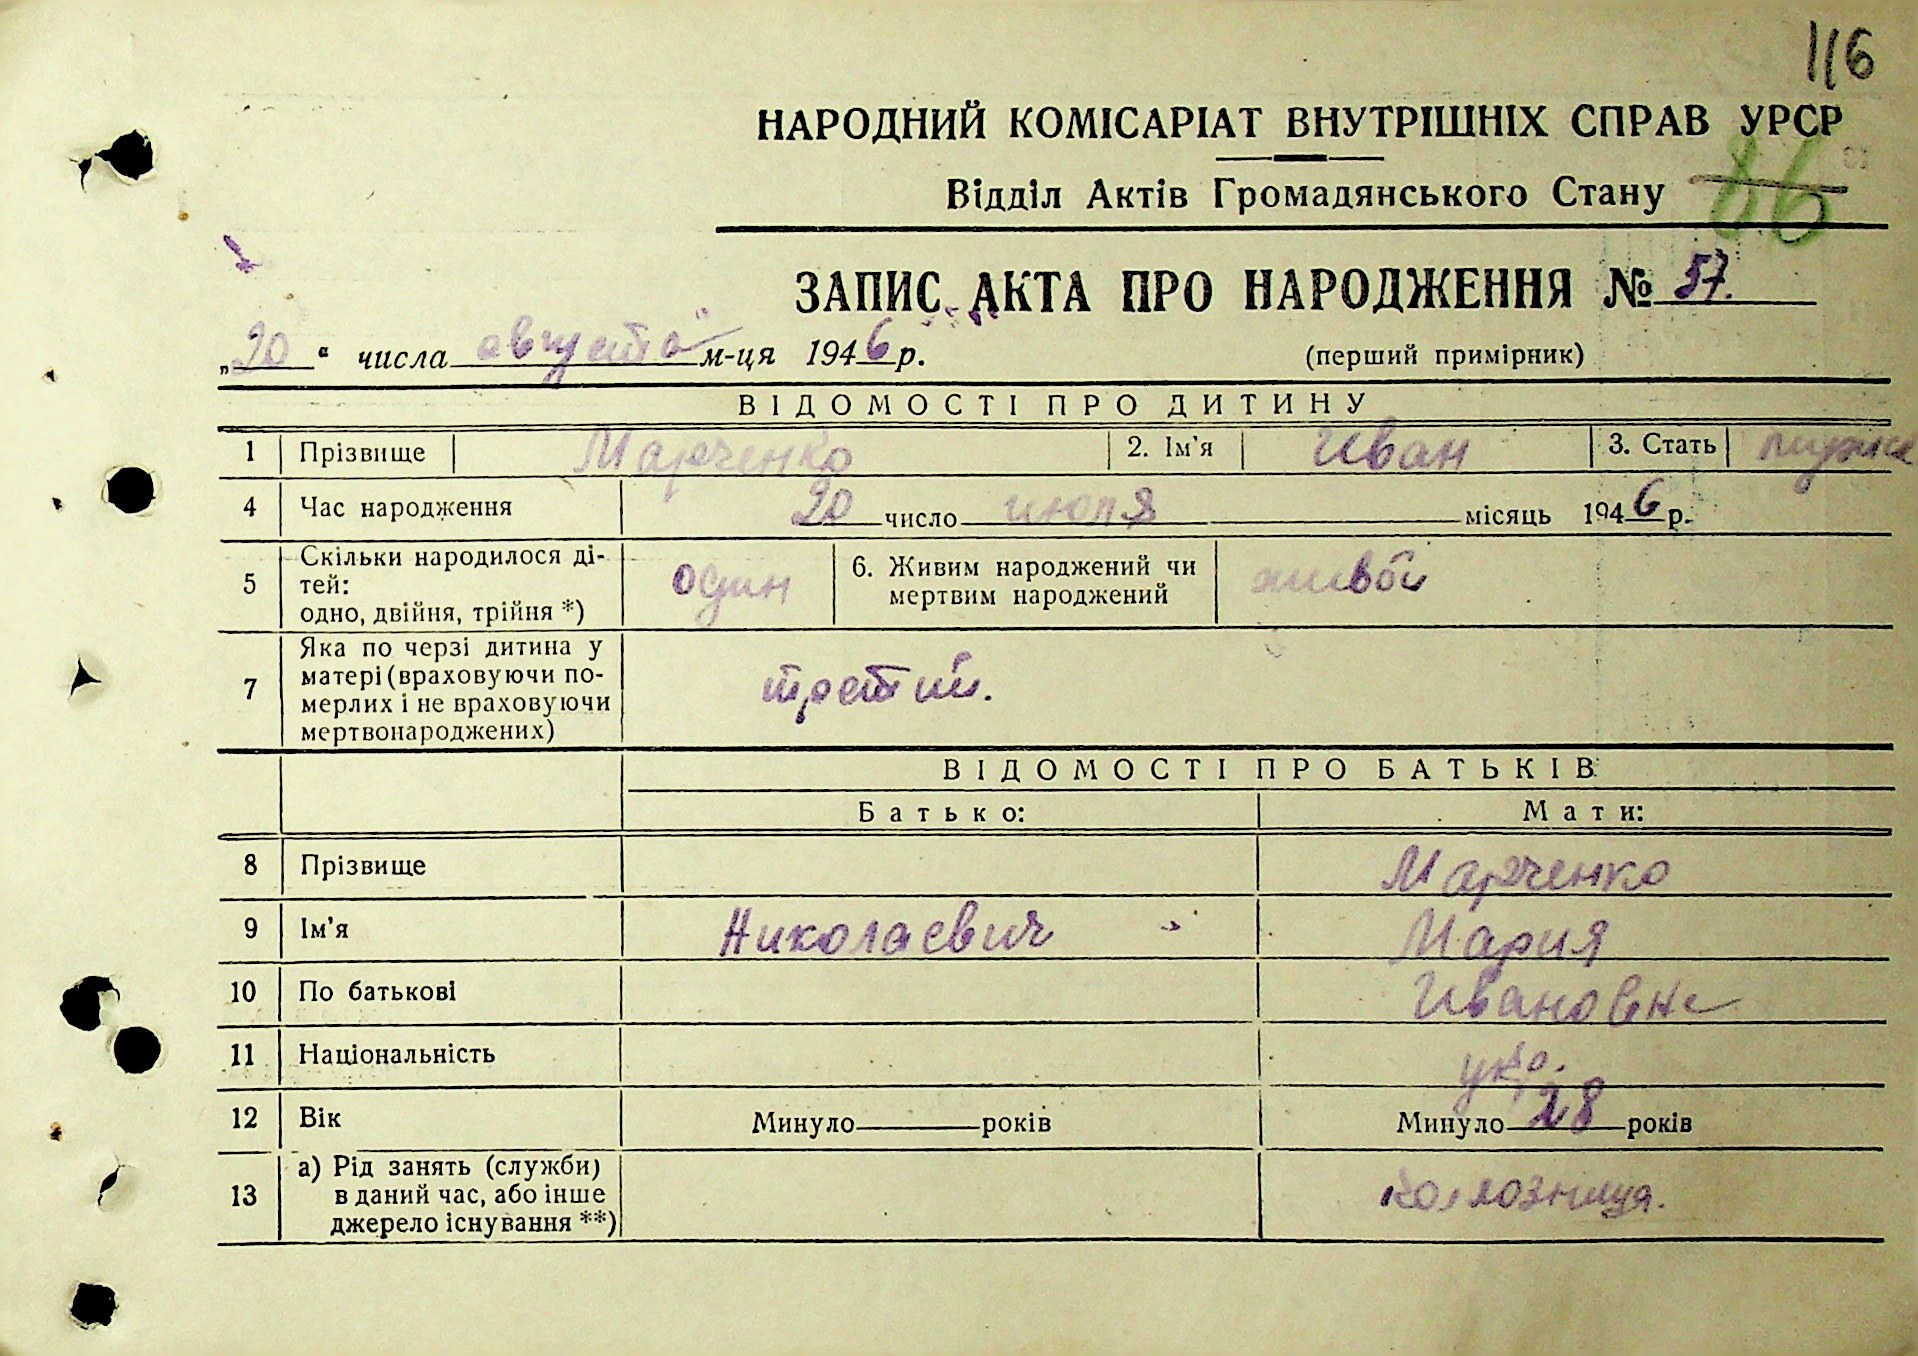 116
НАРОДНИЙ КОМІСАРІАТ ВНУТРІШНІХ СПРАВ УРСР
Відділ Актів Громадянського Стану 86
ЗАПИС АКТА ПРО НАРОДЖЕННЯ № 57.
„20“ числа августа м-ця 1946 р. (перший примірник)
ВІДОМОСТІ ПРО ДИТИНУ
1 Прізвище Марченко 2. Ім'я Иван 3. Стать мужск
4 Час народження 20 число июля місяць 1946 р.
5 Скільки народилося ді-
тей:
одно, двійня, трійня *) один 6. Живим народжений чи
мертвим народжений живой
7 Яка по черзі дитина у
матері (враховуючи по-
мерлих і не враховуючи
мертвонароджених) третий.
ВІДОМОСТІ ПРО БАТЬКІВ
Батько: Мати:
8 Прізвище Марченко
9 Ім'я Николаевич Мария
10 По батькові Ивановна
11 Національність укр.
12 Вік Минуло років Минуло 28 років
13 а) Рід занять (служби)
в даний час, або інше
джерело існування **) колхозница.